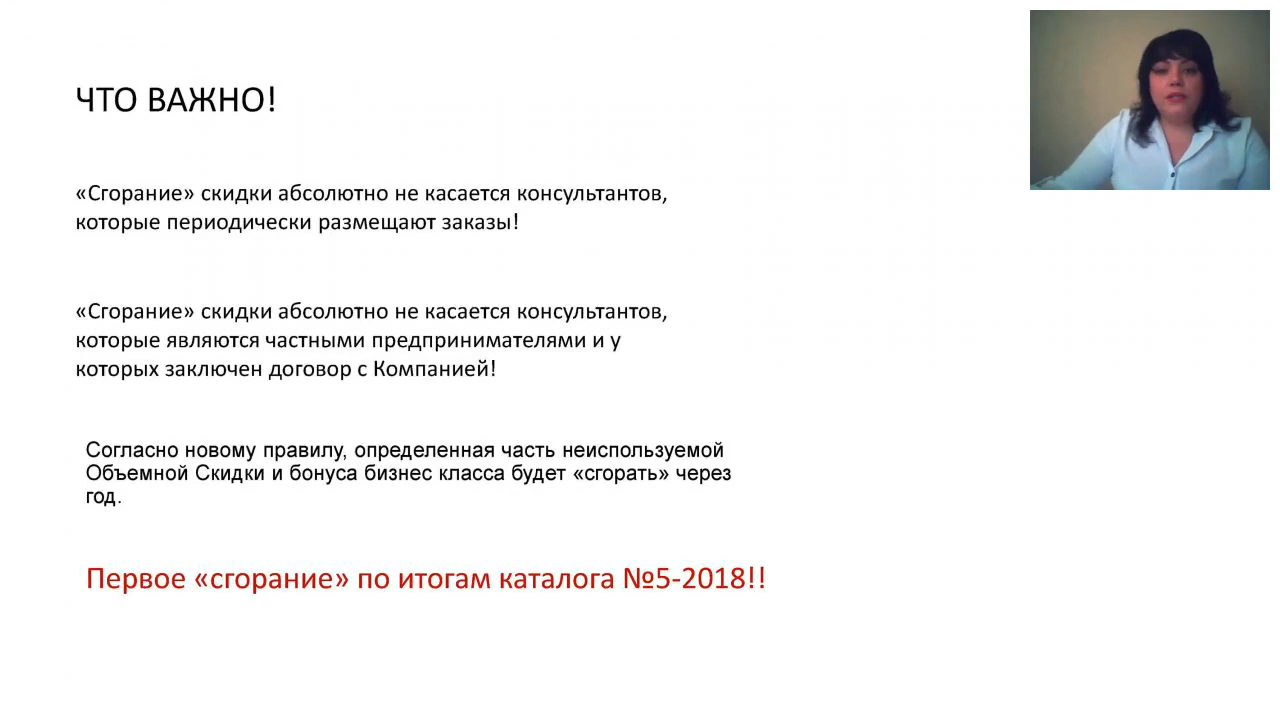 ЧТО ВАЖНО!
«Сгорание» скидки абсолютно не касается консультантов,
которые периодически размещают заказы!
«Сгорание» скидки абсолютно не касается консультантов,
которые являются частными предпринимателями и у
которых заключен договор с Компанией!
Согласно новому правилу, определенная часть неиспользуемой
Объемной Скидки и бонуса бизнес класса будет «сгорать» через
год.
Первое «сгорание» по итогам каталога №5-2018!!